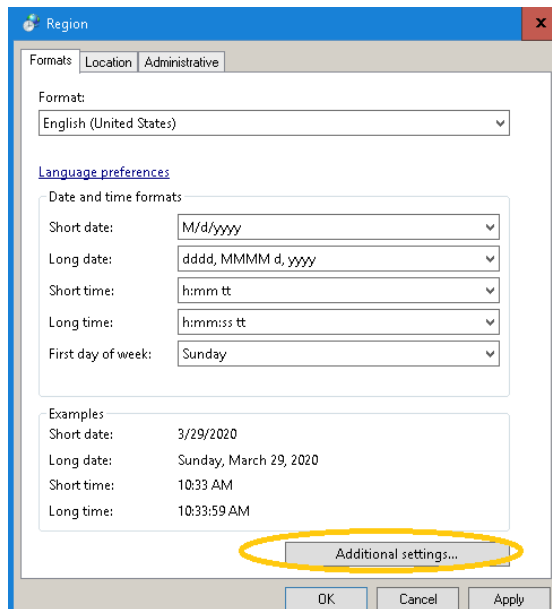 Region
x
Formats Location Administrative
Format:
English (United States)
Language preferences
Date and time formats
Short date: M/d/yyyy
Long date: dddd, MMMM d, yyyy
Short time: h:mm tt
Long time: h:mm:ss tt
First day of week: Sunday
Examples
Short date: 3/29/2020
Long date: Sunday, March 29, 2020
Short time: 10:33 AM
Long time: 10:33:59 AM
Additional settings...
OK Cancel Apply